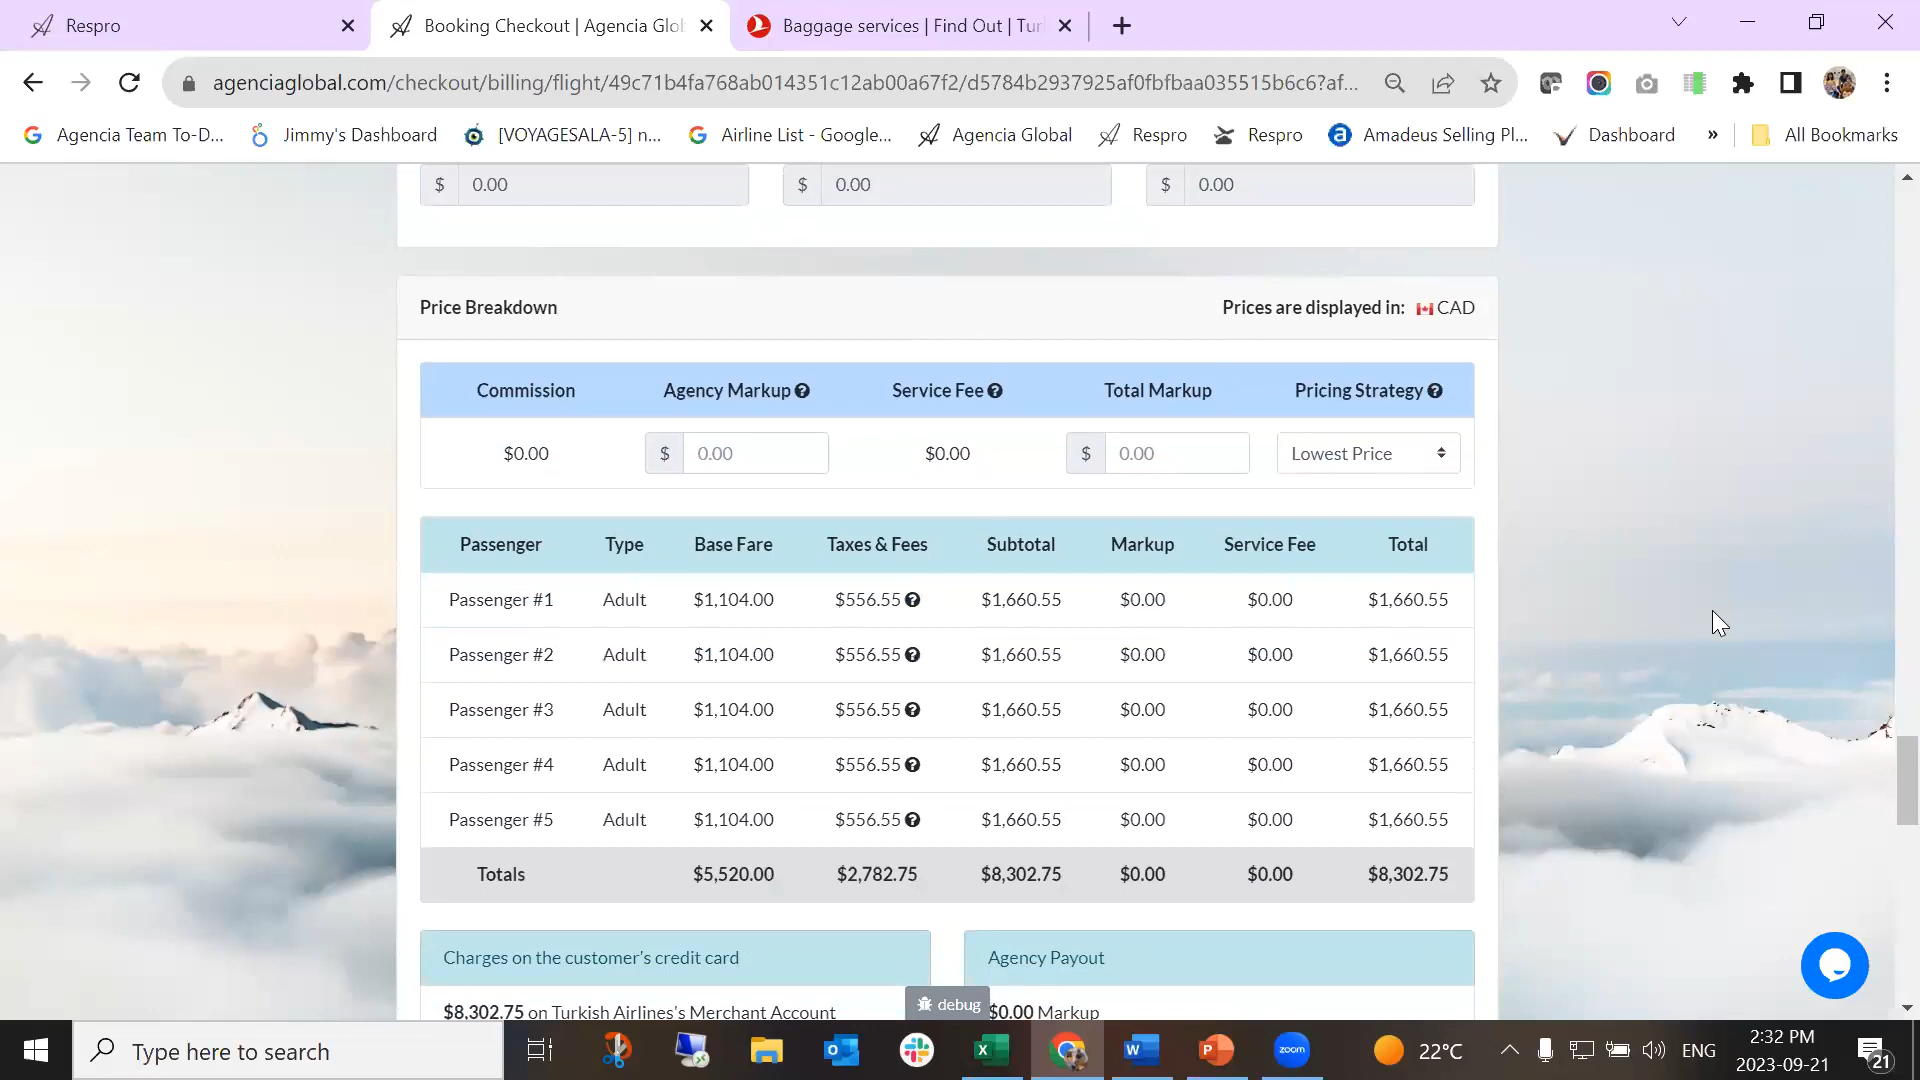 Respro
Booking Checkout | Agencia Glob
Baggage services | Find Out | Turk
agenciaglobal.com/checkout/billing/flight/49c71b4fa768ab014351c12ab00a67f2/d5784b2937925af0fbfbaa035515b6c6?af...
Agencia Team To-D... Jimmy's Dashboard [VOYAGESALA-5] n... Airline List - Google... Agencia Global Respro Respro Amadeus Selling Pl... Dashboard » All Bookmarks
$ 0.00 $ 0.00 $ 0.00
Price Breakdown Prices are displayed in: CAD
Commission Agency Markup Service Fee Total Markup Pricing Strategy
$0.00 $ 0.00 $0.00 $ 0.00 Lowest Price
Passenger Type Base Fare Taxes & Fees Subtotal Markup Service Fee Total
Passenger #1 Adult $1,104.00 $556.55 $1,660.55 $0.00 $0.00 $1,660.55
Passenger #2 Adult $1,104.00 $556.55 $1,660.55 $0.00 $0.00 $1,660.55
Passenger #3 Adult $1,104.00 $556.55 $1,660.55 $0.00 $0.00 $1,660.55
Passenger #4 Adult $1,104.00 $556.55 $1,660.55 $0.00 $0.00 $1,660.55
Passenger #5 Adult $1,104.00 $556.55 $1,660.55 $0.00 $0.00 $1,660.55
Totals $5,520.00 $2,782.75 $8,302.75 $0.00 $0.00 $8,302.75
Charges on the customer's credit card Agency Payout
$8,302.75 on Turkish Airlines's Merchant Account $0.00 Markup
debug
Type here to search
zoom
22°C
ENG
2:32 PM
2023-09-21
21